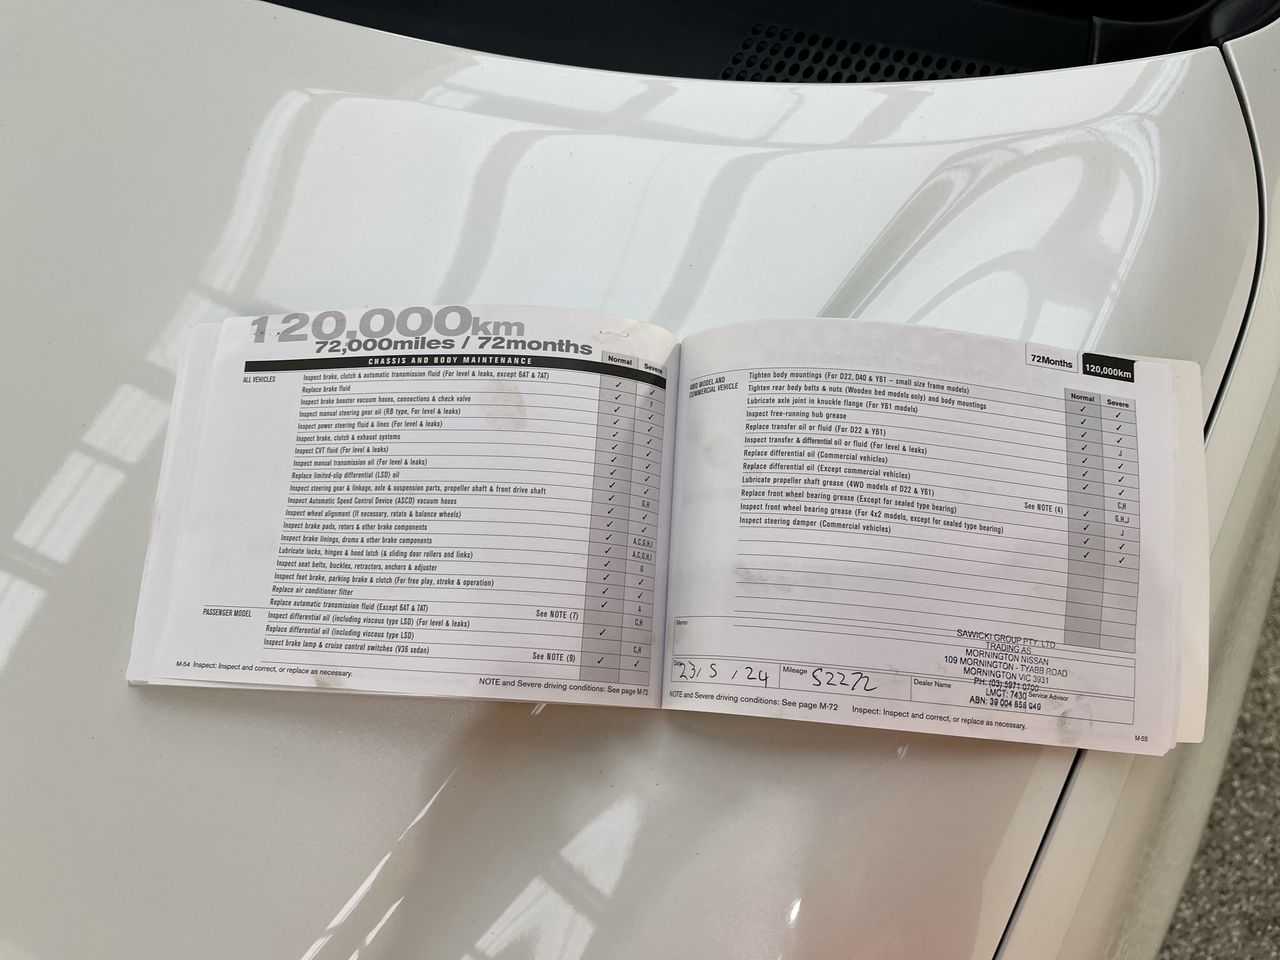 120,000km
72,000miles / 72months
CHASSIS AND BODY MAINTENANCE
Normal
Severe
ALL VEHICLES
Inspect brake, clutch & automatic transmission fluid (For level & leaks, except 6AT & 7AT)
Replace brake fluid
Inspect brake booster vacuum hoses, connections & check valve
Inspect manual steering gear oil (RB type, For level & leaks)
Inspect power steering fluid & lines (For level & leaks)
Inspect brake, clutch & exhaust systems
Inspect CVT fluid (For level & leaks)
Inspect manual transmission oil (For level & leaks)
Replace limited-slip differential (LSD) oil
Inspect steering gear & linkage, axle & suspension parts, propeller shaft & front drive shaft
Inspect Automatic Speed Control Device (ASCD) vacuum hoses
Inspect wheel alignment (If necessary, rotate & balance wheels)
Inspect brake pads, rotors & other brake components
Inspect brake linings, drums & other brake components
Lubricate locks, hinges & hood latch (& sliding door rollers and links)
Inspect seat belts, buckles, retractors, anchors & adjuster
Inspect foot brake, parking brake & clutch (For free play, stroke & operation)
Replace air conditioner filter
Replace automatic transmission fluid (Except 6AT & 7AT) See NOTE (7)
PASSENGER MODEL
Inspect differential oil (including viscous type LSD) (For level & leaks)
Replace differential oil (including viscous type LSD)
Inspect brake lamp & cruise control switches (V36 sedan) See NOTE (9)
F
G,H
A,C,G,H,I
A,C,G,H,I
G
A
C,H
C,H
M-54 Inspect: Inspect and correct, or replace as necessary.
NOTE and Severe driving conditions: See page M-72
72Months
120,000km
Normal
Severe
4WD MODEL AND
COMMERCIAL VEHICLE
Tighten body mountings (For D22, D40 & Y61 – small size frame models)
Tighten rear body bolts & nuts (Wooden bed models only) and body mountings
Lubricate axle joint in knuckle flange (For Y61 models)
Inspect free-running hub grease
Replace transfer oil or fluid (For D22 & Y61)
Inspect transfer & differential oil or fluid (For level & leaks)
Replace differential oil (Commercial vehicles)
Replace differential oil (Except commercial vehicles)
Lubricate propeller shaft grease (4WD models of D22 & Y61)
Replace front wheel bearing grease (Except for sealed type bearing) See NOTE (4)
Inspect front wheel bearing grease (For 4x2 models, except for sealed type bearing)
Inspect steering damper (Commercial vehicles)
J
C,H
G,H,J
J
Memo
SAWICKI GROUP PTY. LTD
TRADING AS
MORNINGTON NISSAN
109 MORNINGTON - TYABB ROAD
MORNINGTON VIC 3931
PH: (03) 5971 0700
LMCT: 7430
ABN: 39 004 858 949
Date 23/5/24
Mileage 52272
Dealer Name
Service Advisor
NOTE and Severe driving conditions: See page M-72
Inspect: Inspect and correct, or replace as necessary.
M-55